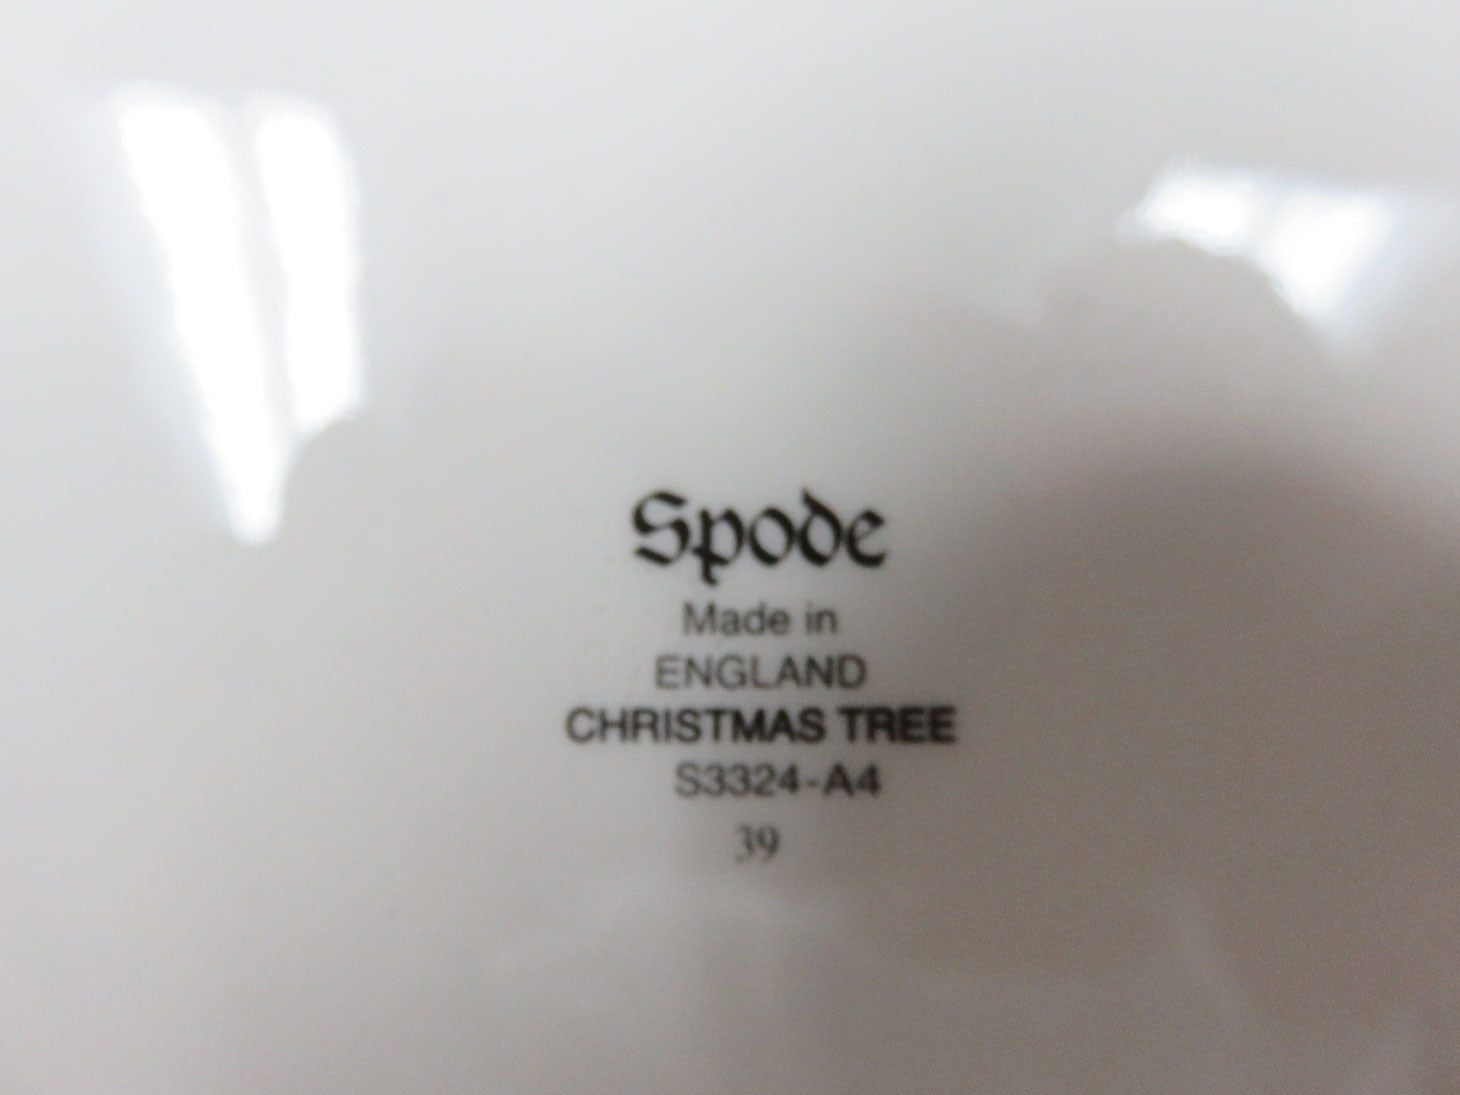 Spode
Made in
ENGLAND
CHRISTMAS TREE
S3324-A4
39